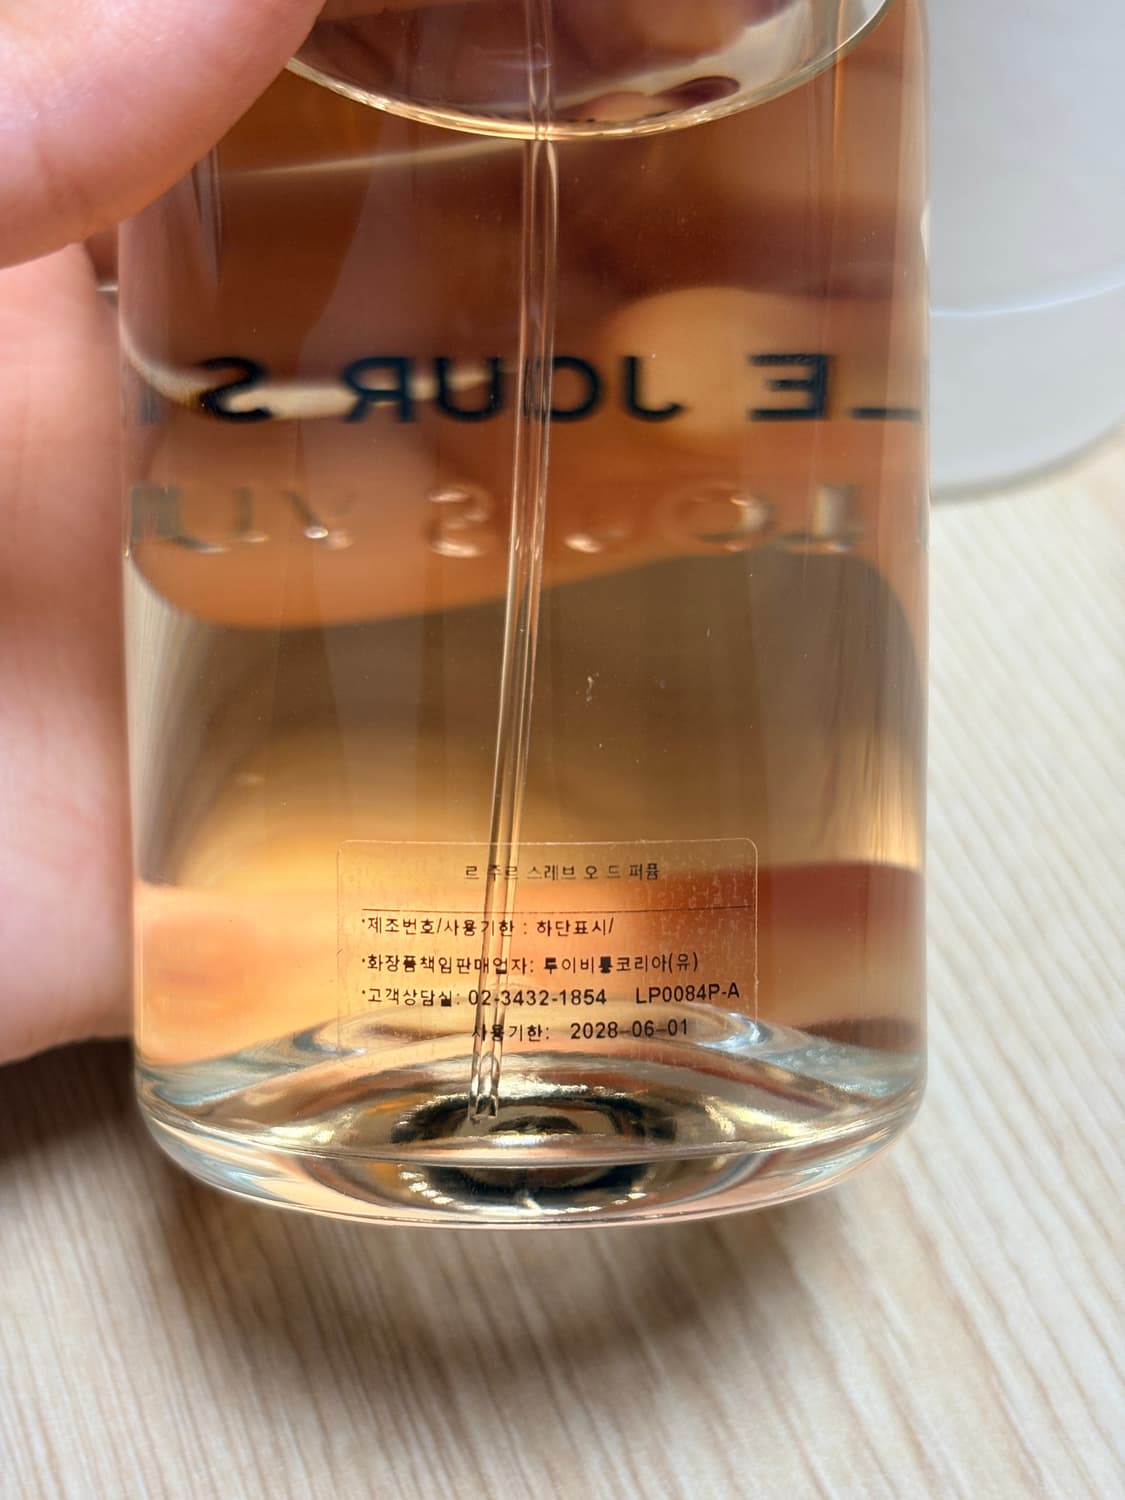 LE JOUR S
르 주르 스레브 오 드 퍼퓸
*제조번호/사용기한 : 하단표시/
*화장품책임판매업자: 루이비통코리아(유)
*고객상담실: 02-3432-1854 LP0084P-A
사용기한: 2028-06-01